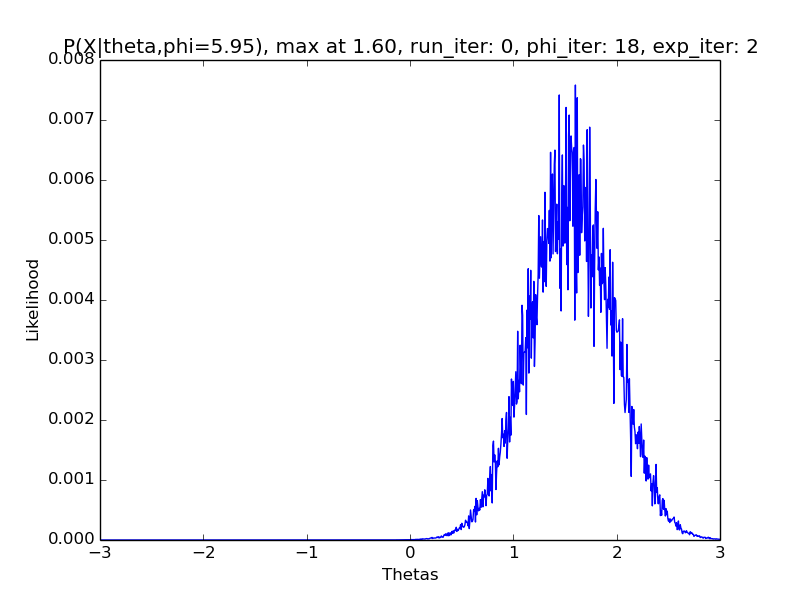 P(X|theta,phi=5.95), max at 1.60, run_iter: 0, phi_iter: 18, exp_iter: 2
0.008
0.007
0.006
0.005
0.004
0.003
0.002
0.001
0.000
Likelihood
−3 −2 −1 0 1 2 3
Thetas